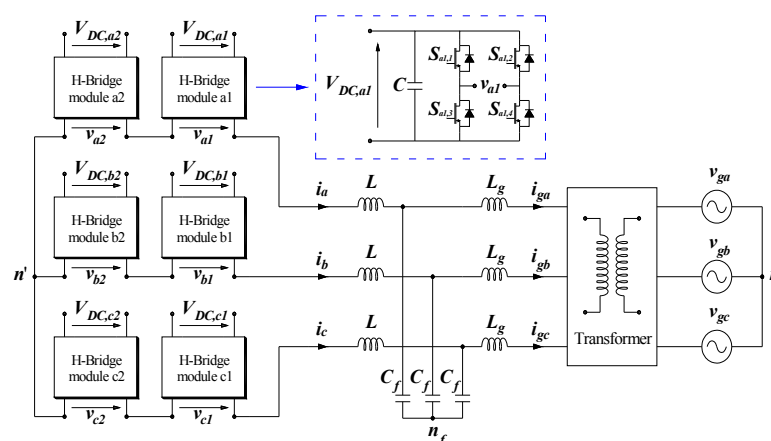 V_DC,a2 V_DC,a1
H-Bridge module a2
H-Bridge module a1
v_a2 v_a1
V_DC,a1
C
S_a1,1 S_a1,2
v_a1
S_a1,3 S_a1,4
V_DC,b2 V_DC,b1
H-Bridge module b2
H-Bridge module b1
v_b2 v_b1
n'
V_DC,c2 V_DC,c1
H-Bridge module c2
H-Bridge module c1
v_c2 v_c1
i_a L L_g i_ga
i_b L L_g i_gb
i_c L L_g i_gc
C_f C_f C_f
n_f
Transformer
v_ga
v_gb
v_gc